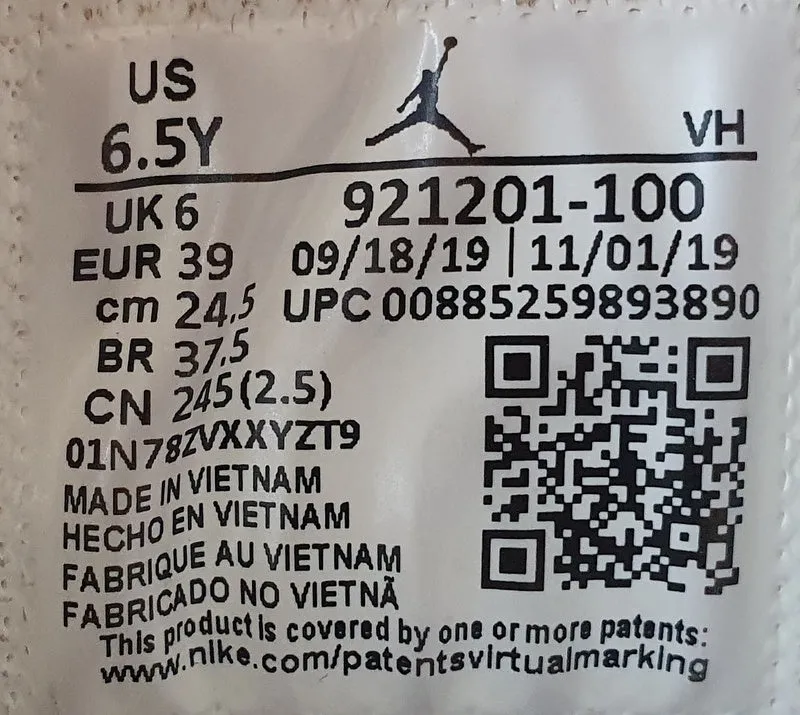 US
6.5Y
VH
UK 6
921201-100
EUR 39
09/18/19 | 11/01/19
cm 24.5
UPC 00885259893890
BR 37.5
CN 245 (2.5)
01N78ZVXXYZT9
MADE IN VIETNAM
HECHO EN VIETNAM
FABRIQUE AU VIETNAM
FABRICADO NO VIETNÃ
This product is covered by one or more patents:
www.nike.com/patentsvirtualmarking